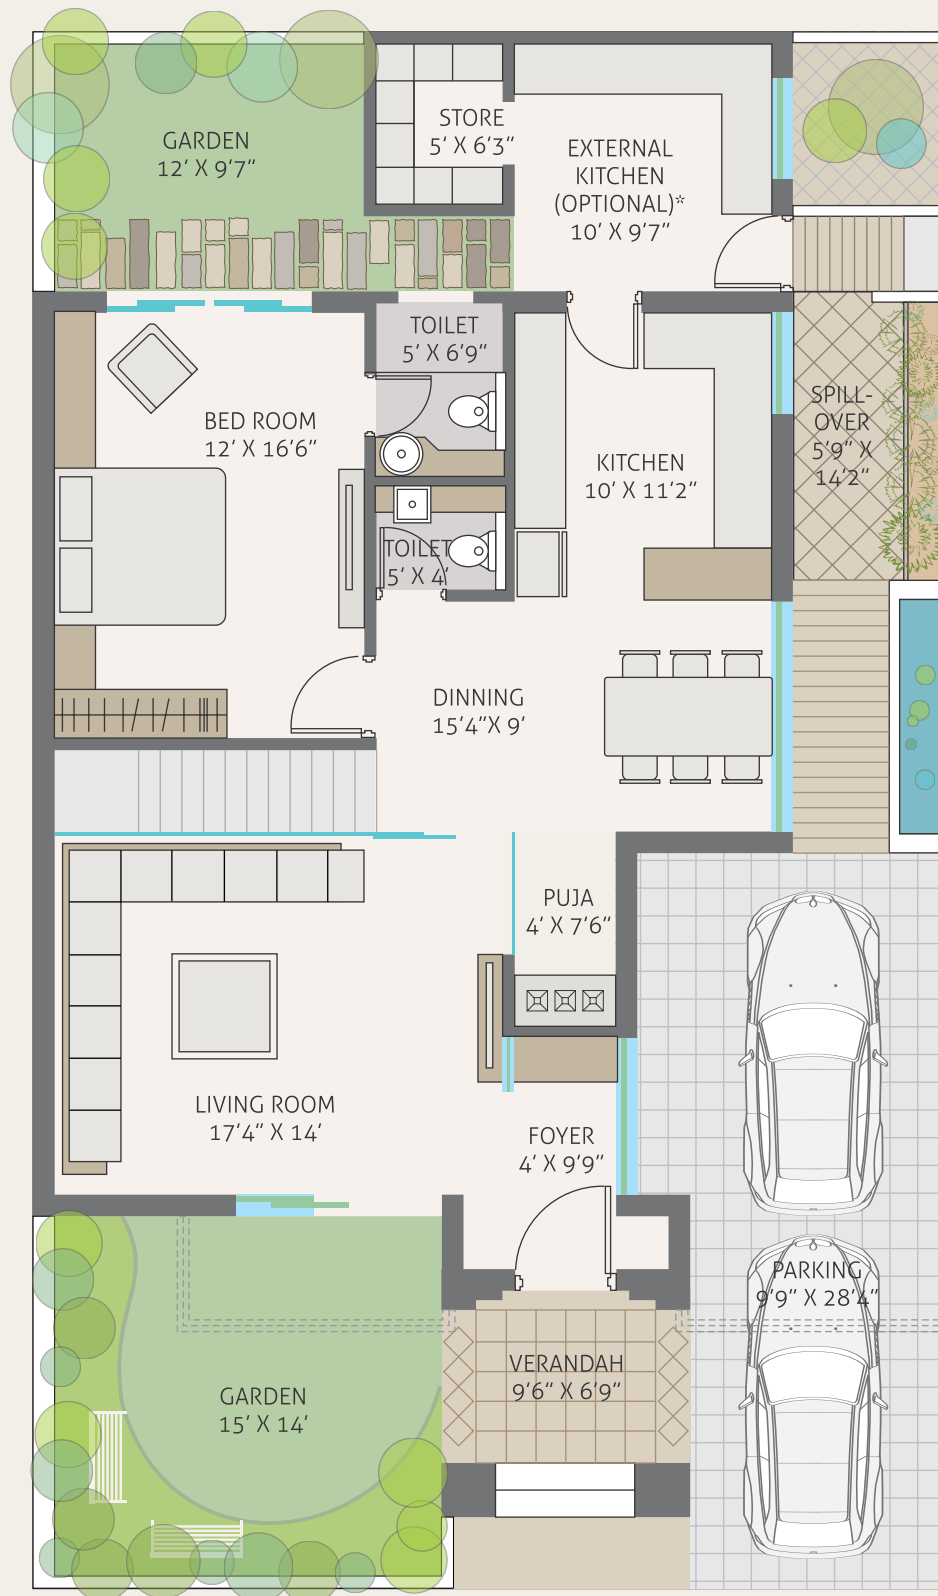 GARDEN
12' X 9'7"
STORE
5' X 6'3"
EXTERNAL
KITCHEN
(OPTIONAL)*
10' X 9'7"
TOILET
5' X 6'9"
BED ROOM
12' X 16'6"
SPILL-
OVER
5'9" X
14'2"
KITCHEN
10' X 11'2"
TOILET
5' X 4'
DINNING
15'4"X 9'
PUJA
4' X 7'6"
LIVING ROOM
17'4" X 14'
FOYER
4' X 9'9"
PARKING
9'9" X 28'4"
VERANDAH
9'6" X 6'9"
GARDEN
15' X 14'